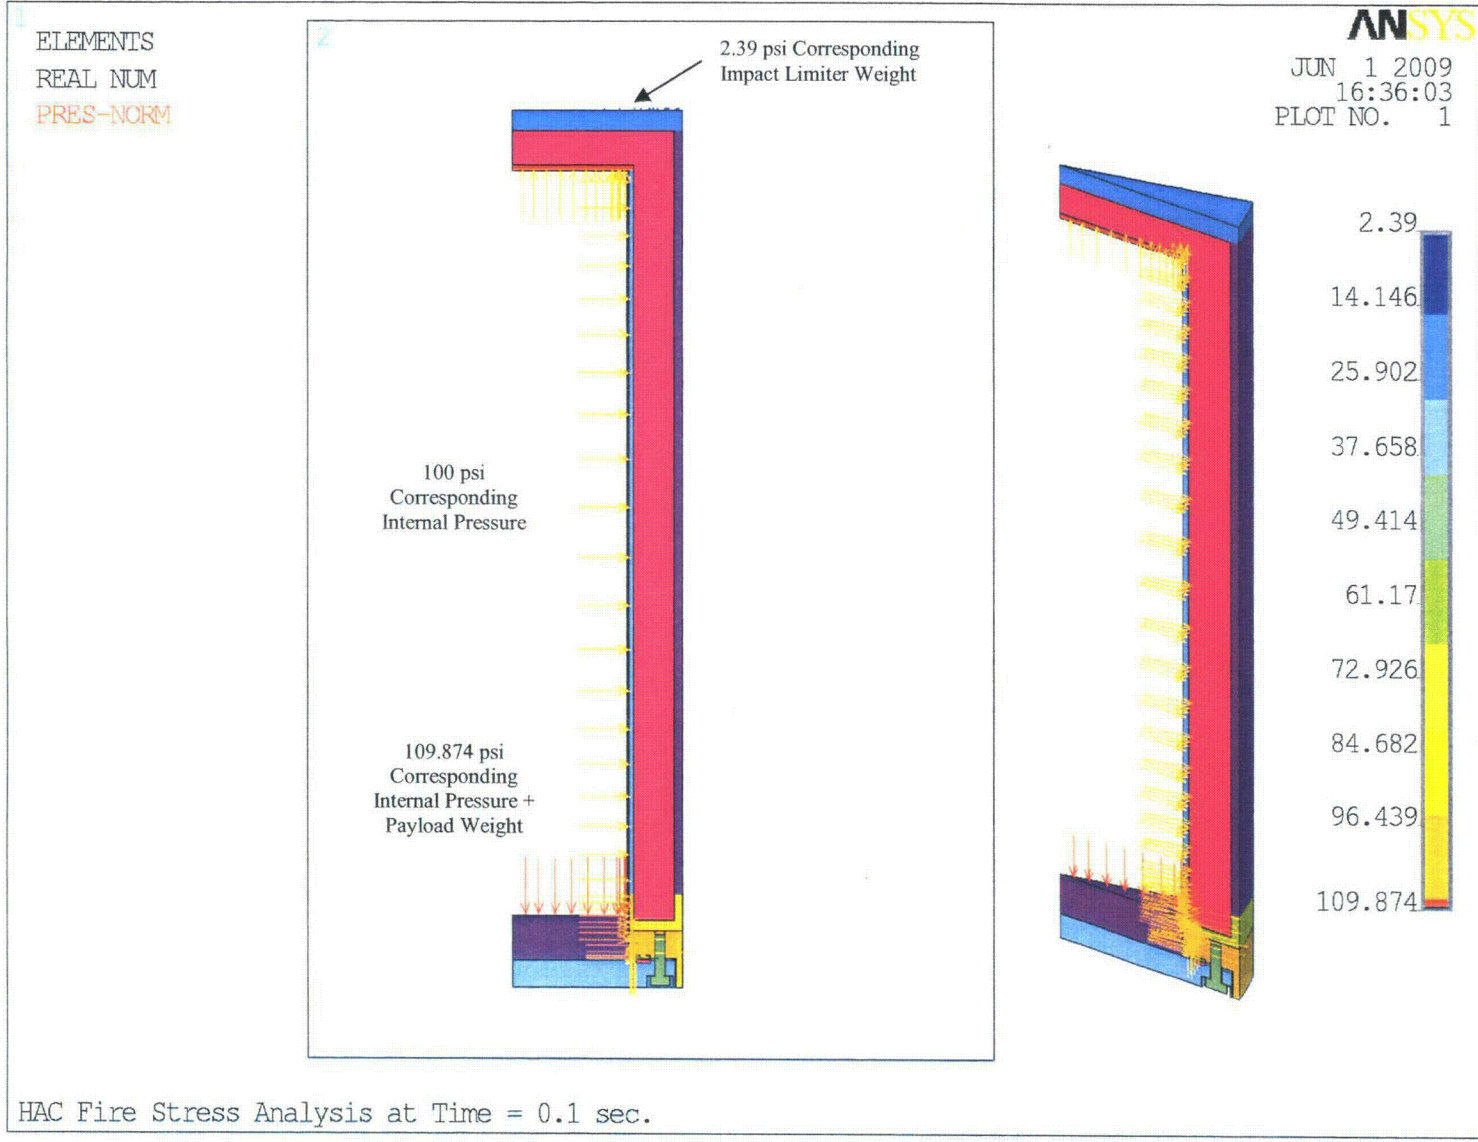 1
ELEMENTS
REAL NUM
PRES-NORM
2
2.39 psi Corresponding
Impact Limiter Weight
100 psi
Corresponding
Internal Pressure
109.874 psi
Corresponding
Internal Pressure +
Payload Weight
ANSYS
JUN 1 2009
16:36:03
PLOT NO. 1
2.39
14.146
25.902
37.658
49.414
61.17
72.926
84.682
96.439
109.874
HAC Fire Stress Analysis at Time = 0.1 sec.